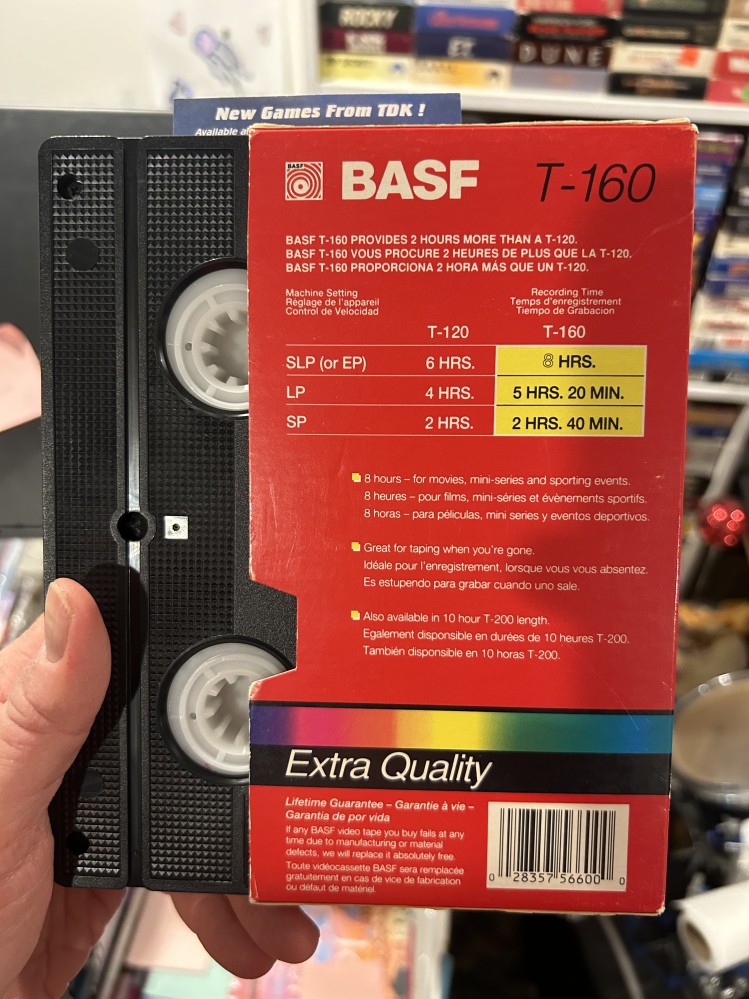 ROCKY
ET
DUNE
New Games From TDK !
Available a
BASF
BASF T-160
BASF T-160 PROVIDES 2 HOURS MORE THAN A T-120.
BASF T-160 VOUS PROCURE 2 HEURES DE PLUS QUE LA T-120.
BASF T-160 PROPORCIONA 2 HORA MÁS QUE UN T-120.
Machine Setting
Réglage de l'appareil
Control de Velocidad
Recording Time
Temps d'enregistrement
Tiempo de Grabacion
T-120 T-160
SLP (or EP) 6 HRS. 8 HRS.
LP 4 HRS. 5 HRS. 20 MIN.
SP 2 HRS. 2 HRS. 40 MIN.
8 hours – for movies, mini-series and sporting events.
8 heures – pour films, mini-séries et évènements sportifs.
8 horas – para péliculas, mini series y eventos deportivos.
Great for taping when you're gone.
Idéale pour l'enregistrement, lorsque vous vous absentez.
Es estupendo para grabar cuando uno sale.
Also available in 10 hour T-200 length.
Egalement disponible en durées de 10 heures T-200.
También disponible en 10 horas T-200.
Extra Quality
Lifetime Guarantee – Garantie à vie –
Garantia de por vida
If any BASF video tape you buy fails at any
time due to manufacturing or material
defects, we will replace it absolutely free.
Toute vidéocassette BASF sera remplacée
gratuitement en cas de vice de fabrication
ou défaut de matériel.
0 28357 56600 0